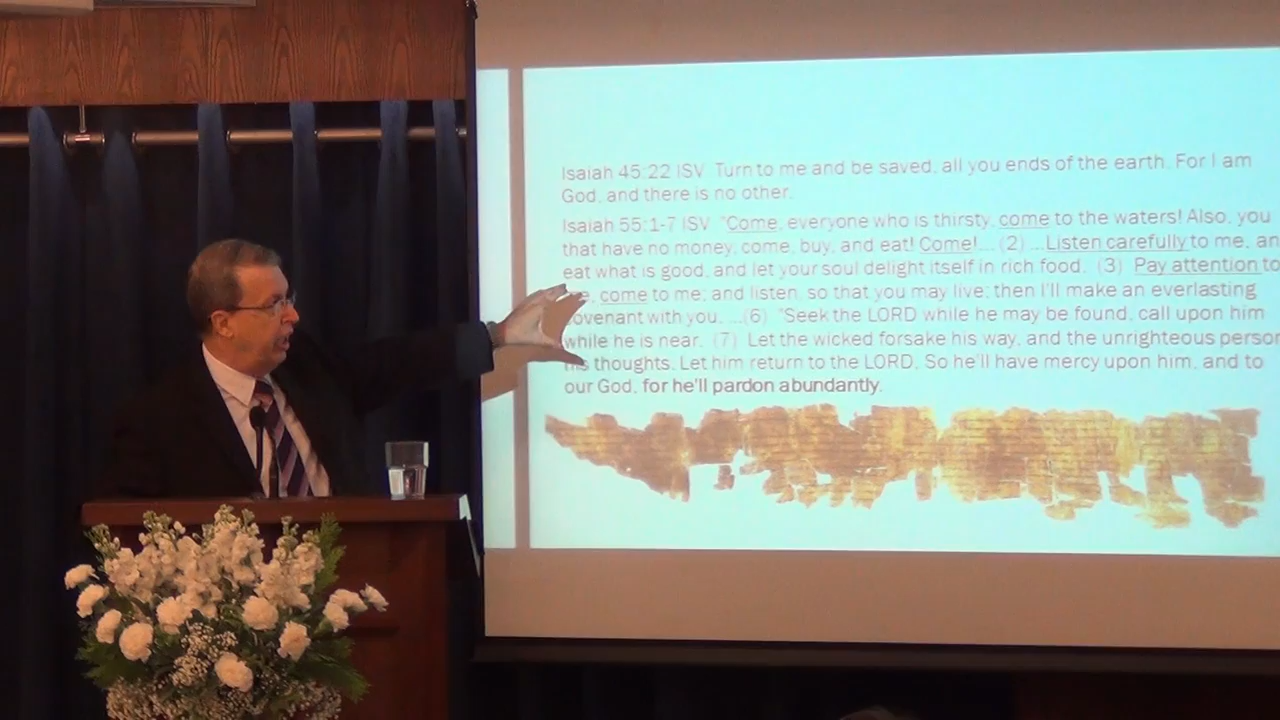 Isaiah 45:22 ISV Turn to me and be saved, all you ends of the earth, For I am
God, and there is no other.
Isaiah 55:1-7 ISV "Come, everyone who is thirsty, come to the waters! Also, you
that have no money, come, buy, and eat! Come!... (2) ...Listen carefully to me,
eat what is good, and let your soul delight itself in rich food. (3) Pay attention to
come to me; and listen, so that you may live; then I'll make an everlasting
covenant with you, ...(6) "Seek the LORD while he may be found, call upon him
while he is near. (7) Let the wicked forsake his way, and the unrighteous
thoughts. Let him return to the LORD, So he'll have mercy upon him, and to
our God, for he'll pardon abundantly.